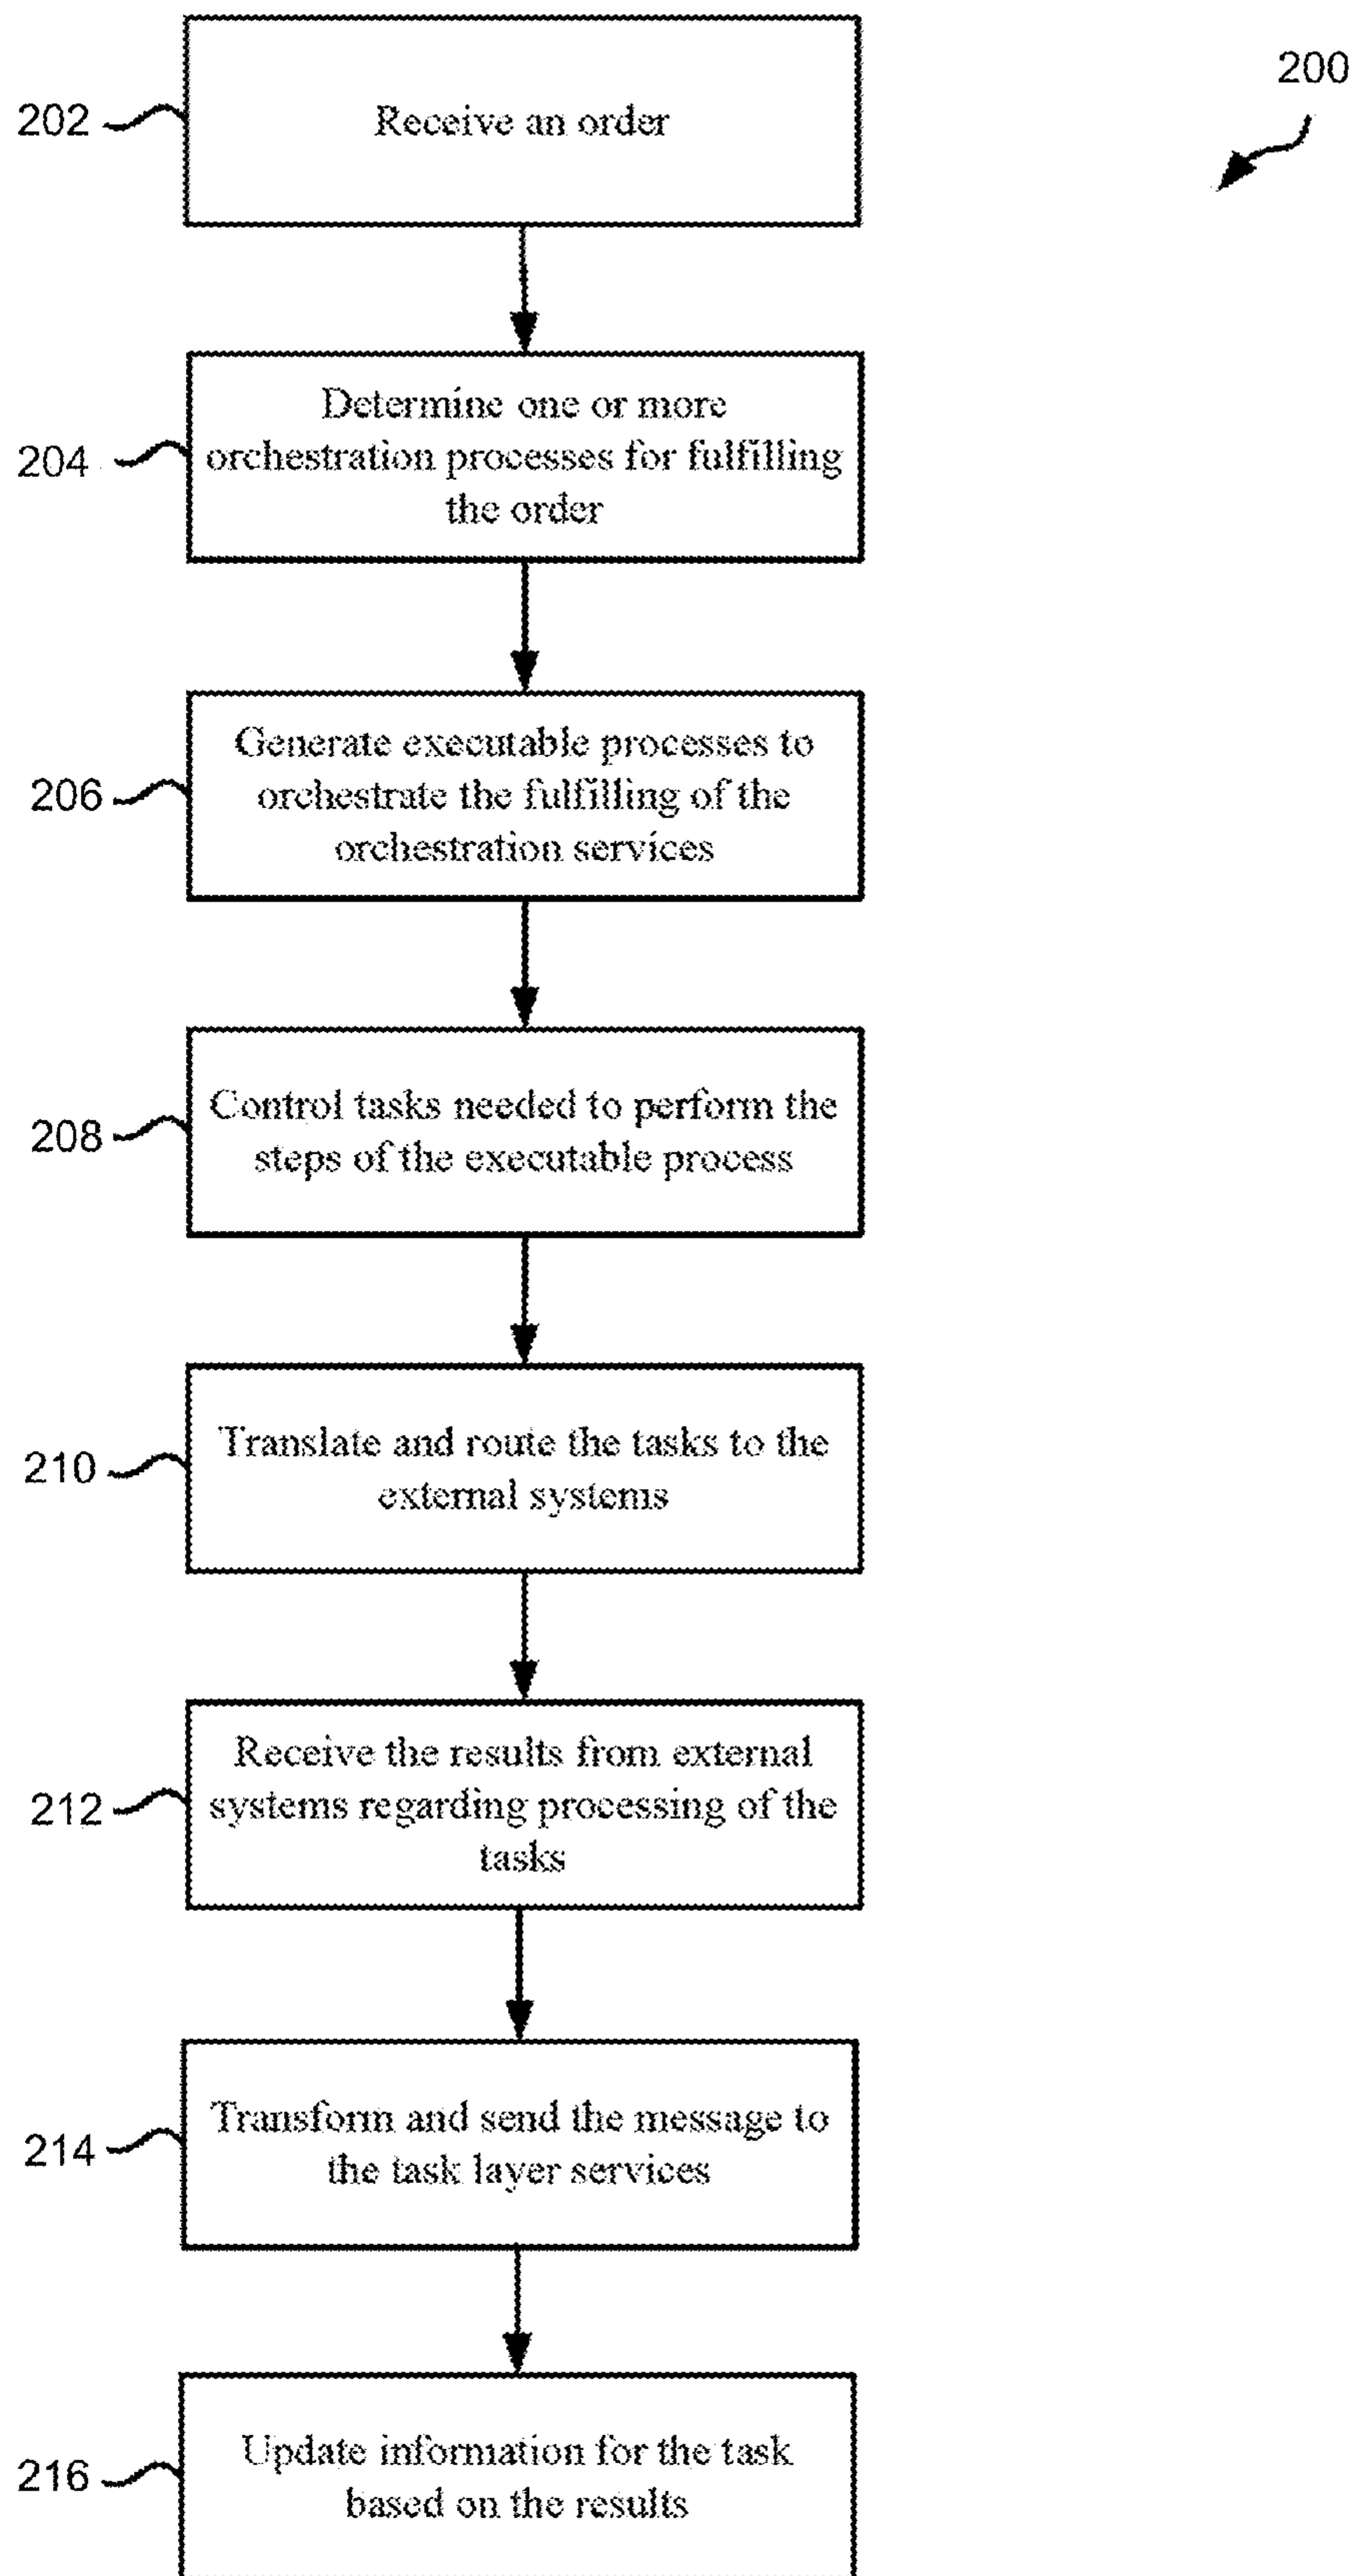 200
202
Receive an order
204
Determine one or more
orchestration processes for fulfilling
the order
206
Generate executable processes to
orchestrate the fulfilling of the
orchestration services
208
Control tasks needed to perform the
steps of the executable process
210
Translate and route the tasks to the
external systems
212
Receive the results from external
systems regarding processing of the
tasks
214
Transform and send the message to
the task layer services
216
Update information for the task
based on the results